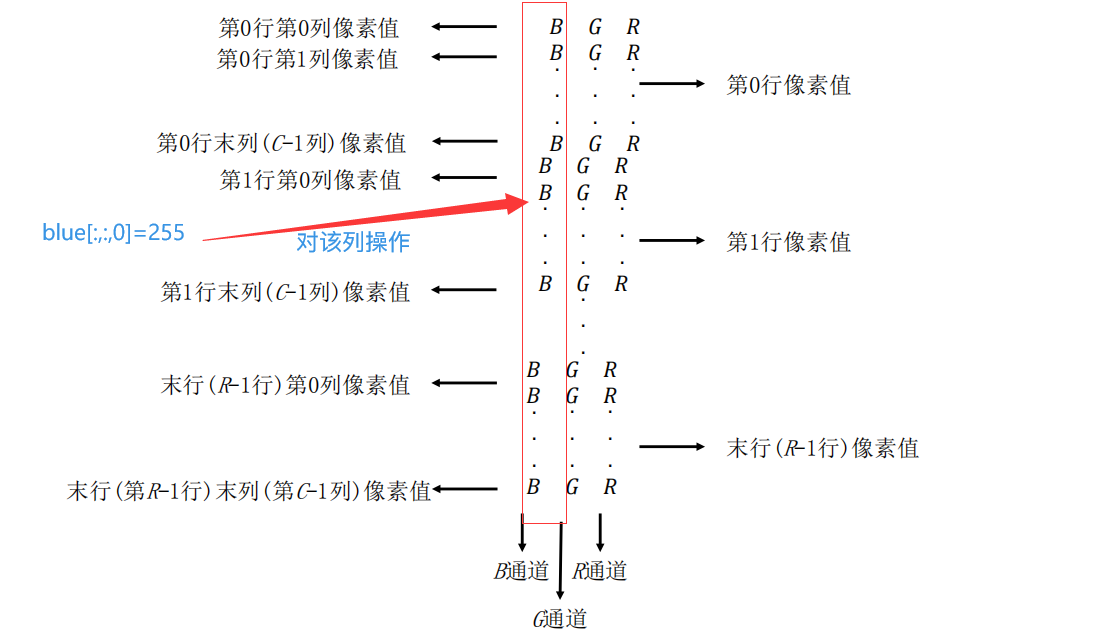 第0行第0列像素值
B G R
第0行第1列像素值
B G R
. . .
. . .
. . .
第0行像素值
第0行末列(C-1列)像素值
B G R
B G R
第1行第0列像素值
B G R
. . .
. . .
. . .
blue[:,:,0]=255
对该列操作
第1行像素值
第1行末列(C-1列)像素值
B G R
.
.
.
B G R
末行(R-1行)第0列像素值
B G R
. . .
. . .
. . .
末行(R-1行)像素值
末行(第R-1行)末列(第C-1列)像素值
B G R
B通道
R通道
G通道